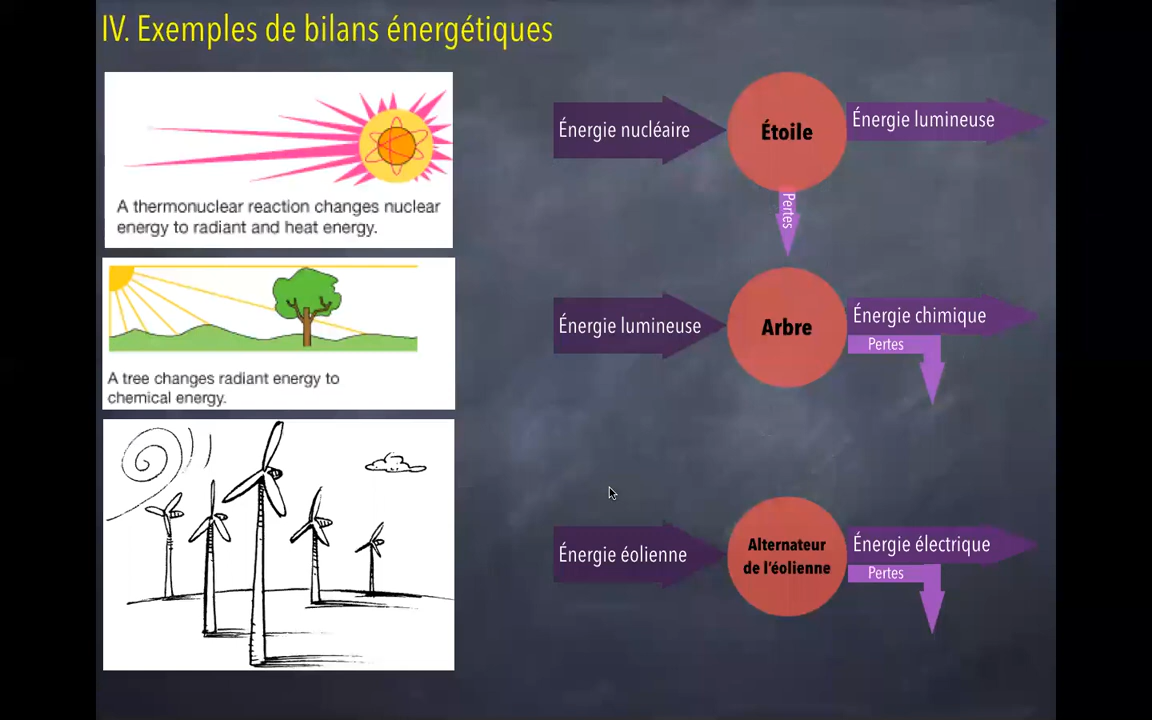 IV. Exemples de bilans énergétiques
A thermonuclear reaction changes nuclear
energy to radiant and heat energy.
Énergie nucléaire
Étoile
Énergie lumineuse
Pertes
A tree changes radiant energy to
chemical energy.
Énergie lumineuse
Arbre
Énergie chimique
Pertes
Énergie éolienne
Alternateur
de l'éolienne
Énergie électrique
Pertes